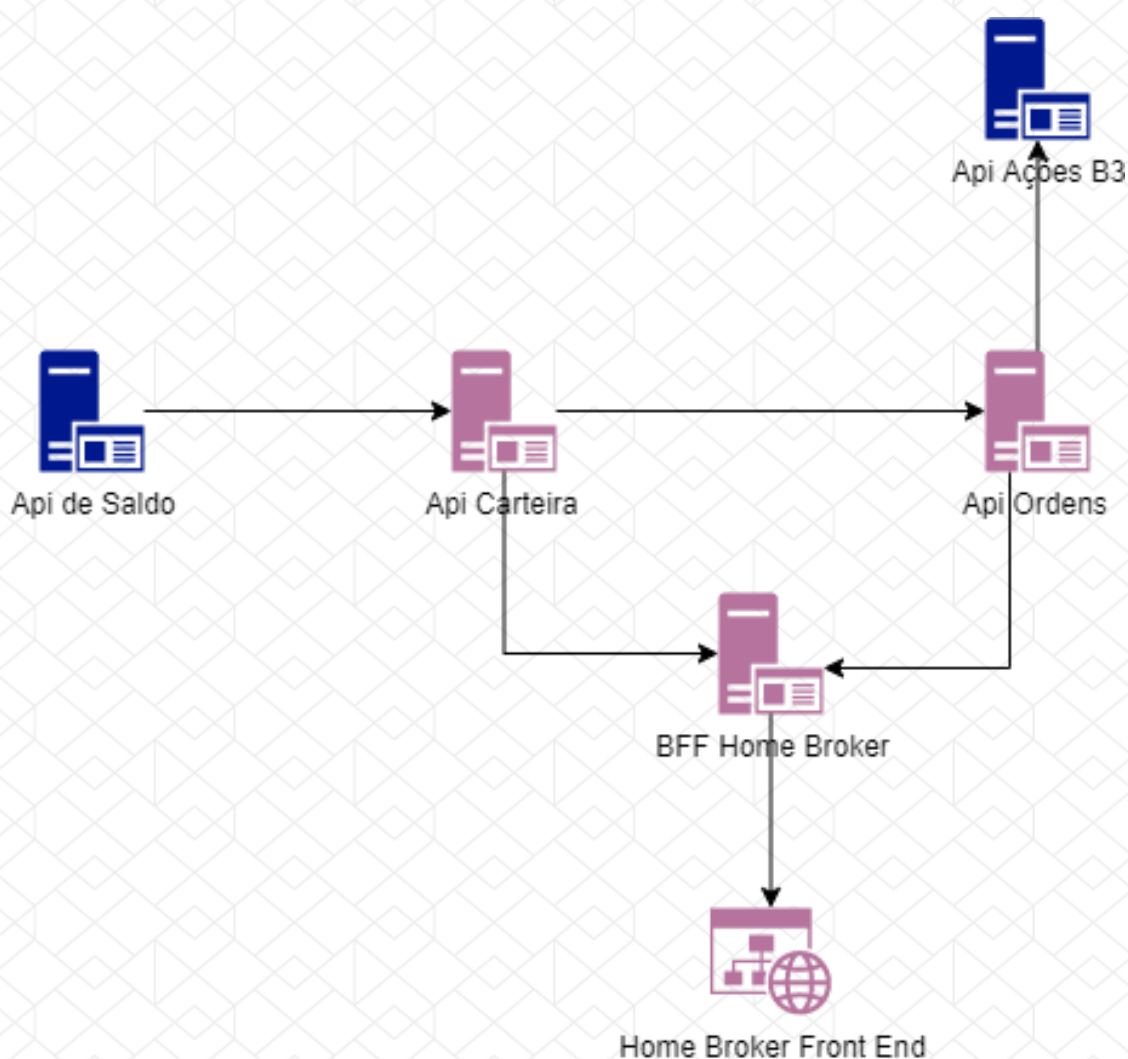 Api Ações B3
Api de Saldo
Api Carteira
Api Ordens
BFF Home Broker
Home Broker Front End